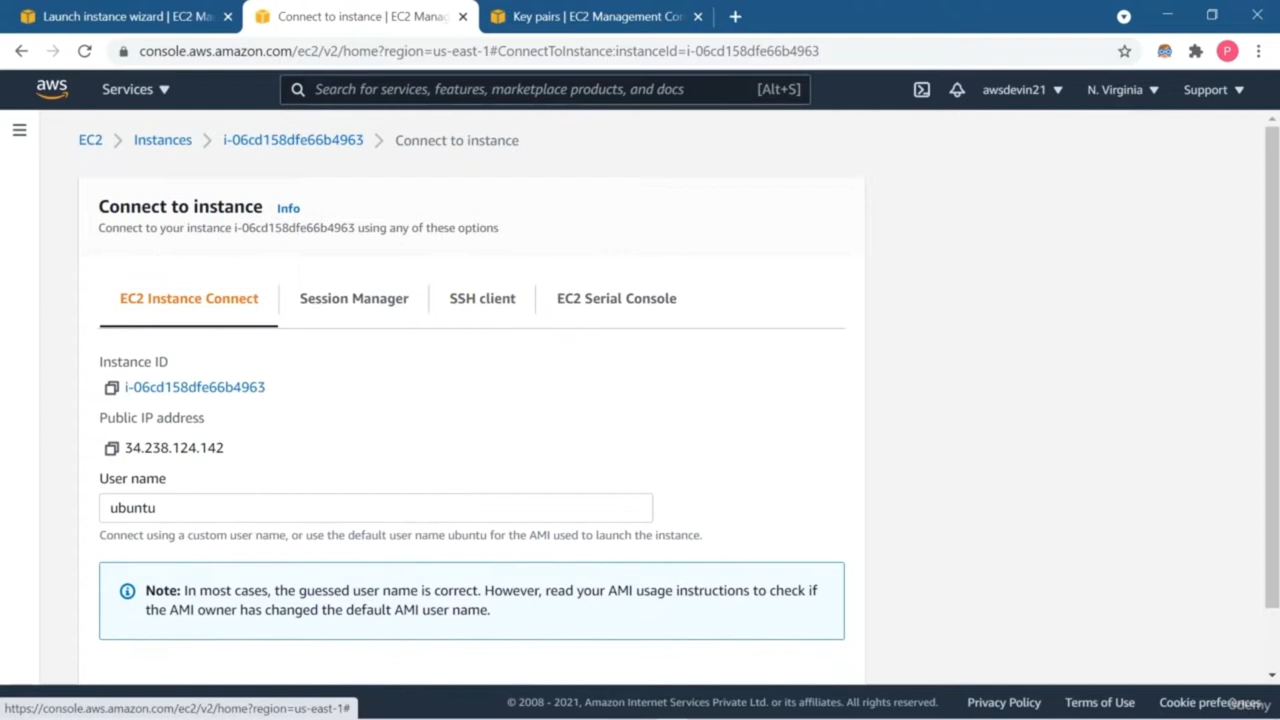 Launch instance wizard | EC2 Ma
Connect to instance | EC2 Manag
Key pairs | EC2 Management Con
console.aws.amazon.com/ec2/v2/home?region=us-east-1#ConnectToInstance:instanceId=i-06cd158dfe66b4963
P
aws
Services
Search for services, features, marketplace products, and docs
[Alt+S]
awsdevin21
N. Virginia
Support
EC2
Instances
i-06cd158dfe66b4963
Connect to instance
Connect to instance Info
Connect to your instance i-06cd158dfe66b4963 using any of these options
EC2 Instance Connect
Session Manager
SSH client
EC2 Serial Console
Instance ID
i-06cd158dfe66b4963
Public IP address
34.238.124.142
User name
ubuntu
Connect using a custom user name, or use the default user name ubuntu for the AMI used to launch the instance.
Note: In most cases, the guessed user name is correct. However, read your AMI usage instructions to check if
the AMI owner has changed the default AMI user name.
https://console.aws.amazon.com/ec2/v2/home?region=us-east-1#
© 2008 - 2021, Amazon Internet Services Private Ltd. or its affiliates. All rights reserved.
Privacy Policy
Terms of Use
Cookie preferences
Udemy